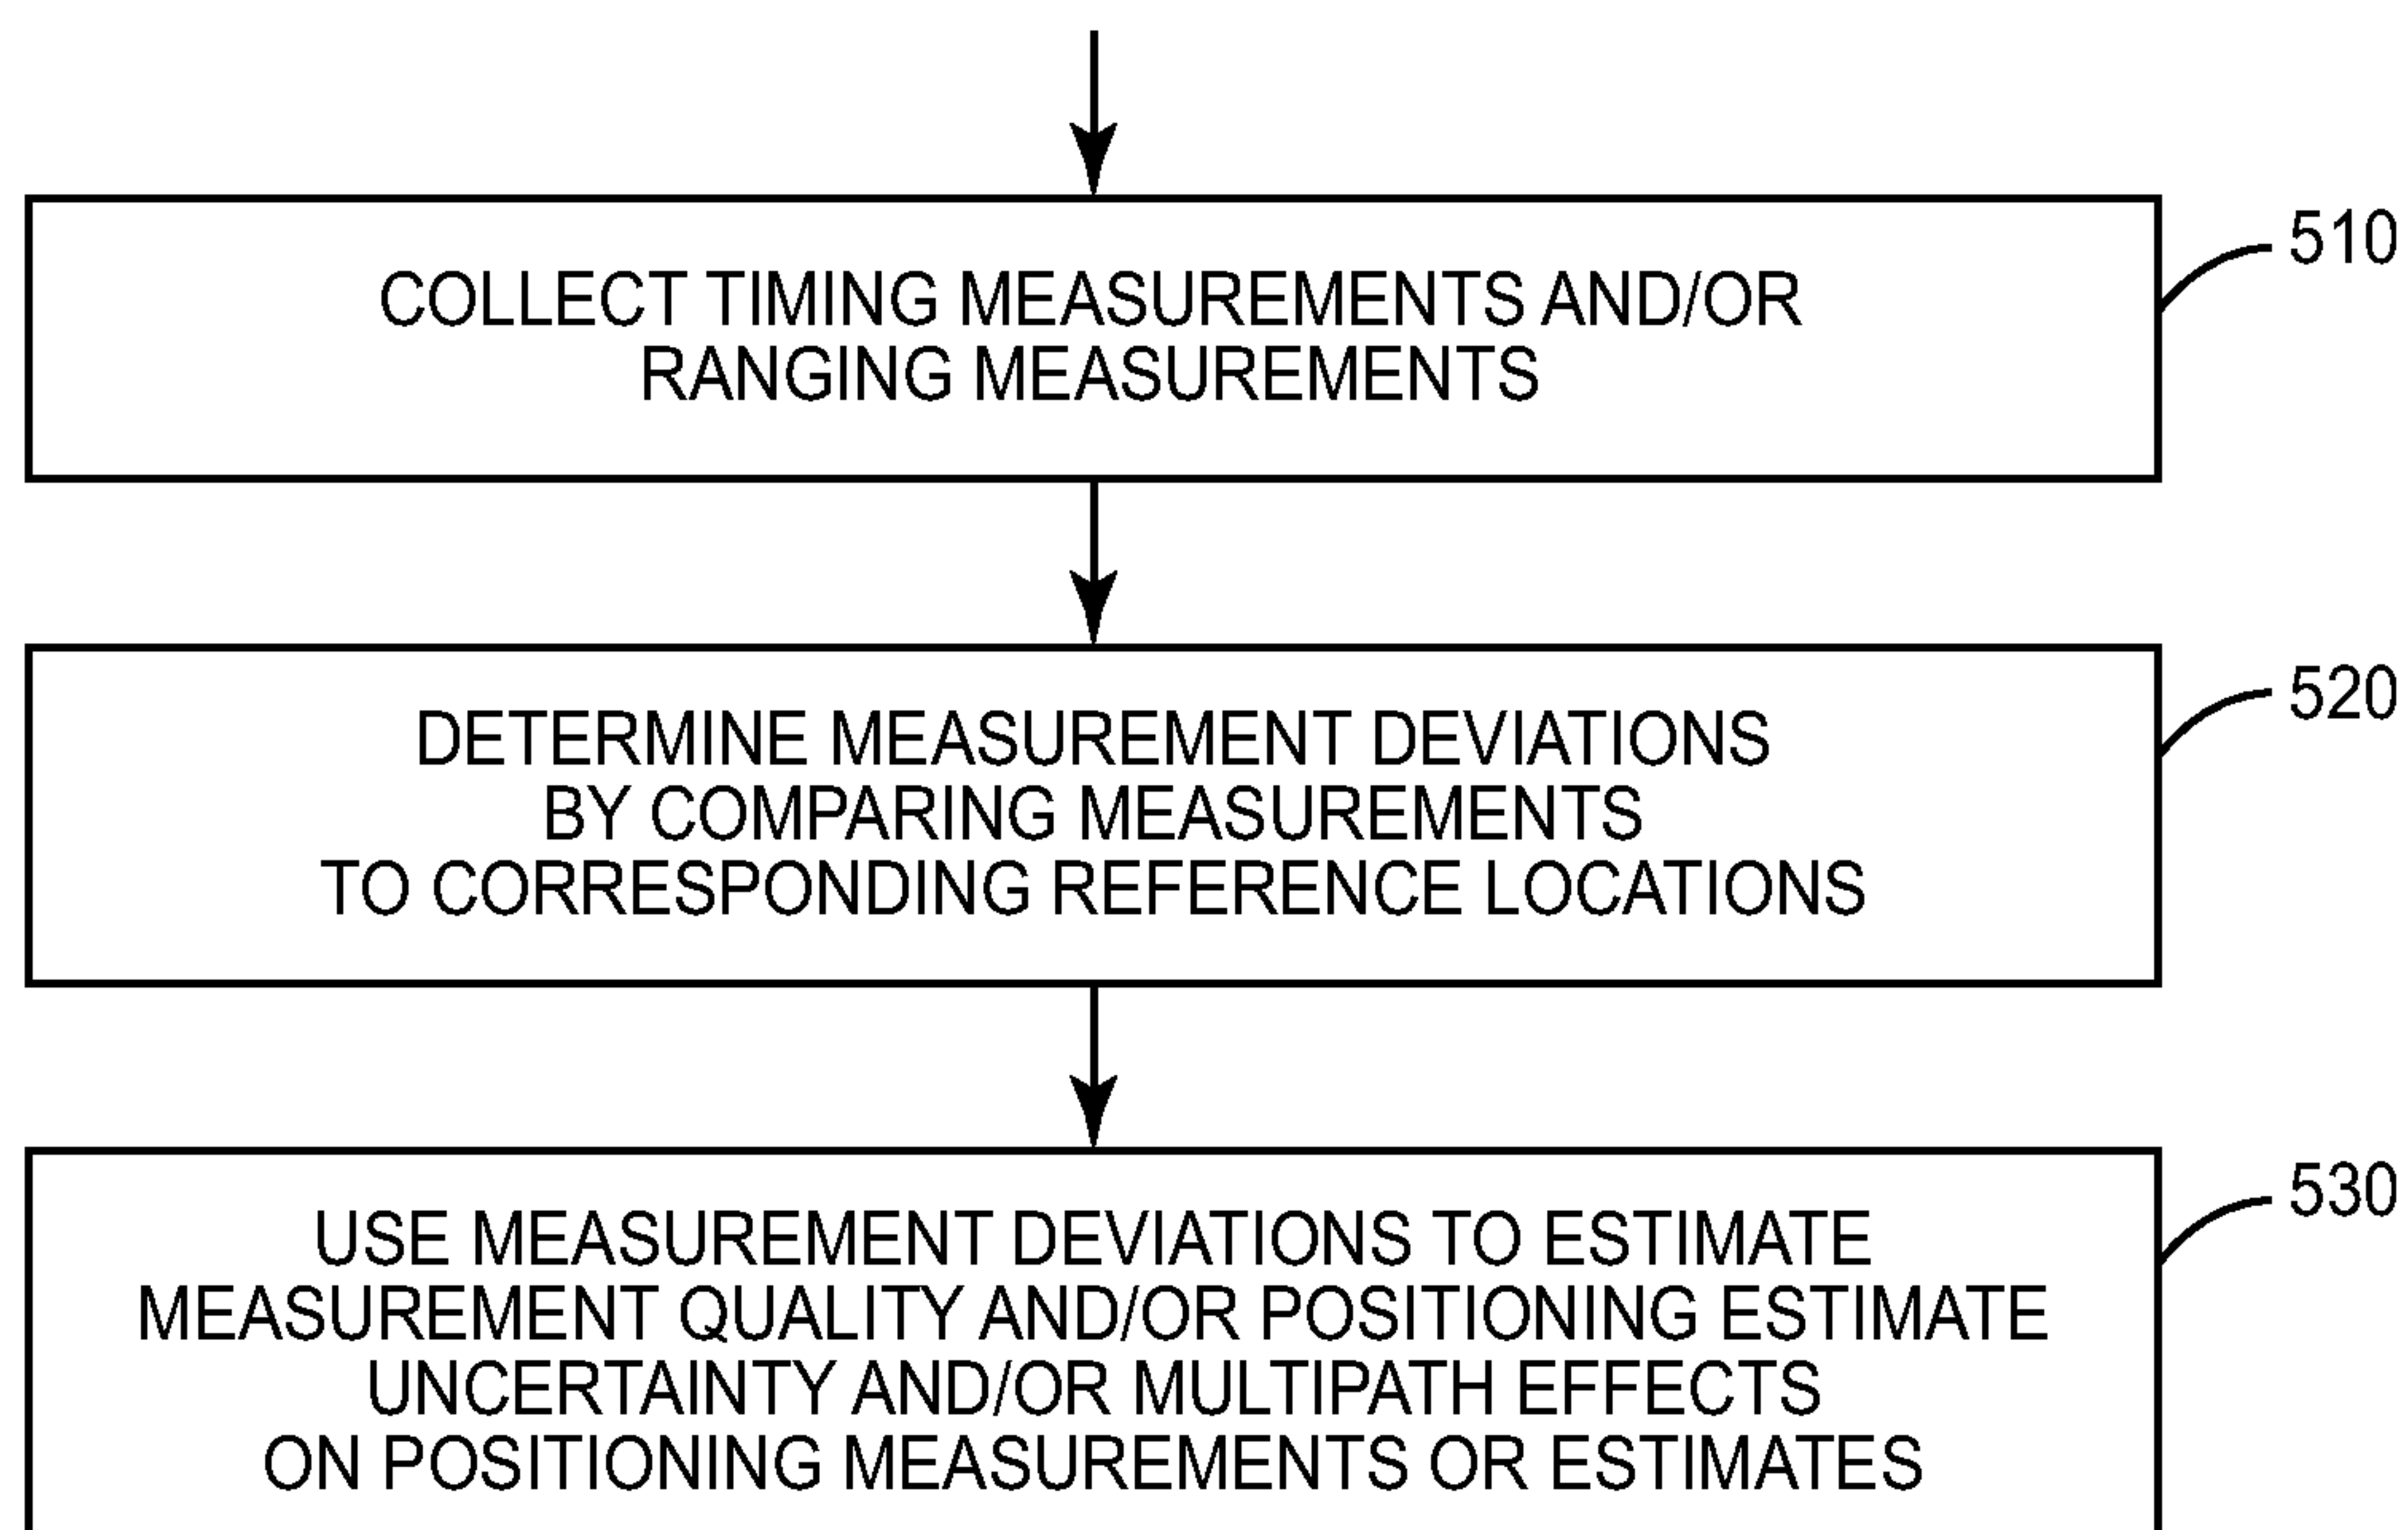 510
COLLECT TIMING MEASUREMENTS AND/OR
RANGING MEASUREMENTS
520
DETERMINE MEASUREMENT DEVIATIONS
BY COMPARING MEASUREMENTS
TO CORRESPONDING REFERENCE LOCATIONS
530
USE MEASUREMENT DEVIATIONS TO ESTIMATE
MEASUREMENT QUALITY AND/OR POSITIONING ESTIMATE
UNCERTAINTY AND/OR MULTIPATH EFFECTS
ON POSITIONING MEASUREMENTS OR ESTIMATES